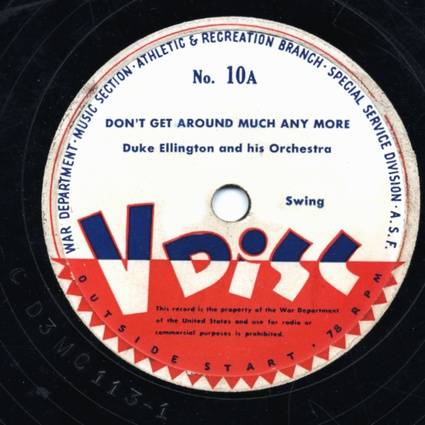 WAR DEPARTMENT · MUSIC SECTION · ATHLETIC & RECREATION BRANCH · SPECIAL SERVICE DIVISION · A.S.F.
No. 10A
DON'T GET AROUND MUCH ANY MORE
Duke Ellington and his Orchestra
Swing
V DISC
This record is the property of the War Department
of the United States and use for radio or
commercial purposes is prohibited.
OUTSIDE START · 78 RPM
D3MC113-1